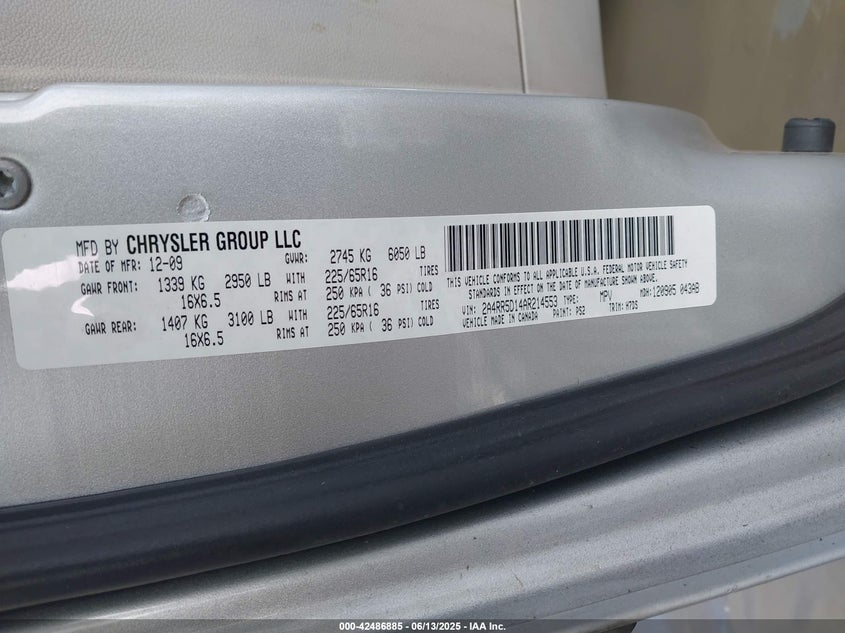 MFD BY CHRYSLER GROUP LLC
DATE OF MFR: 12-09 GVWR: 2745 KG 6050 LB
GAWR FRONT: 1339 KG 2950 LB WITH 225/65R16 TIRES
16X6.5 RIMS AT 250 KPA ( 36 PSI) COLD
GAWR REAR: 1407 KG 3100 LB WITH 225/65R16 TIRES
16X6.5 RIMS AT 250 KPA ( 36 PSI) COLD
THIS VEHICLE CONFORMS TO ALL APPLICABLE U.S.A. FEDERAL MOTOR VEHICLE SAFETY
STANDARDS IN EFFECT ON THE DATE OF MANUFACTURE SHOWN ABOVE.
VIN: 2A4RR5D14AR214553 TYPE: MPV MDH: 120905 043AB
VEHICLE MADE IN CANADA PAINT: PS2 TRIM: H7DS
000-42486885 - 06/13/2025 - IAA Inc.